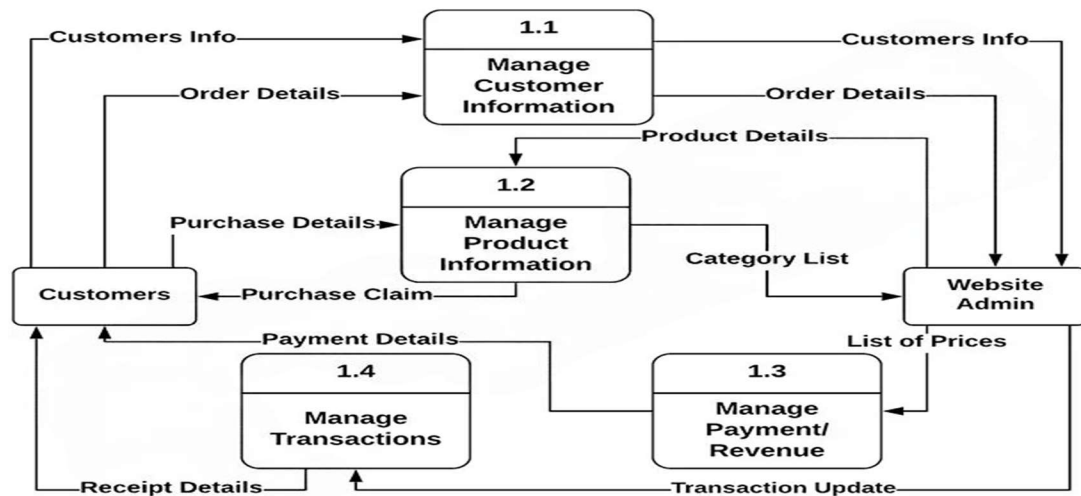 1.1
Customers Info
Customers Info
Manage
Customer
Information
Order Details
Order Details
Product Details
1.2
Purchase Details
Manage
Product
Information
Category List
Customers
Purchase Claim
Website
Admin
Payment Details
List of Prices
1.4
1.3
Manage
Transactions
Manage
Payment/
Revenue
Receipt Details
Transaction Update